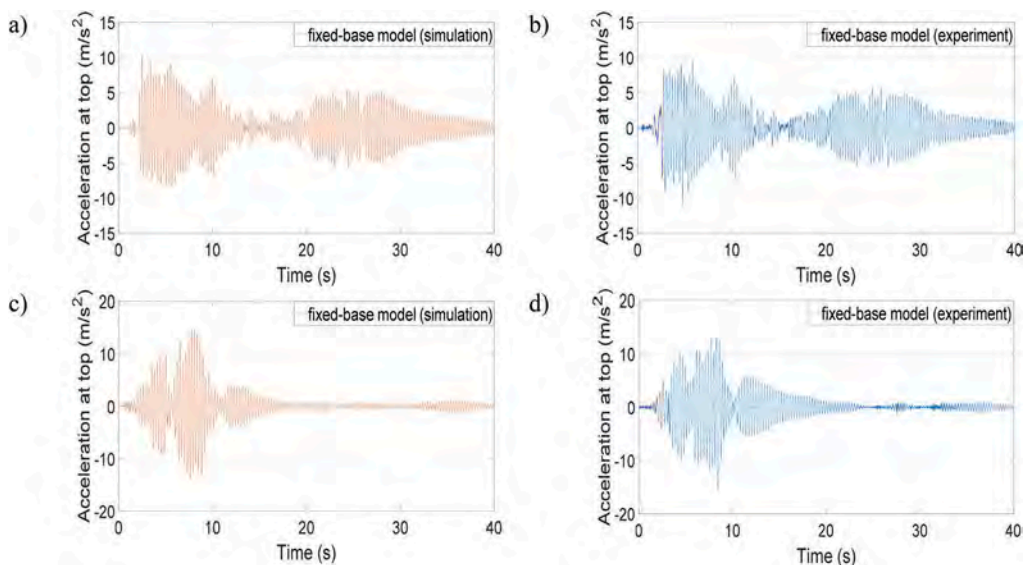 a)
Acceleration at top (m/s²)
15
10
5
0
-5
-10
-15
fixed-base model (simulation)
0
10
20
30
40
Time (s)
b)
Acceleration at top (m/s²)
15
10
5
0
-5
-10
-15
fixed-base model (experiment)
0
10
20
30
40
Time (s)
c)
Acceleration at top (m/s²)
20
10
0
-10
-20
fixed-base model (simulation)
0
10
20
30
40
Time (s)
d)
Acceleration at top (m/s²)
20
10
0
-10
-20
fixed-base model (experiment)
0
10
20
30
40
Time (s)